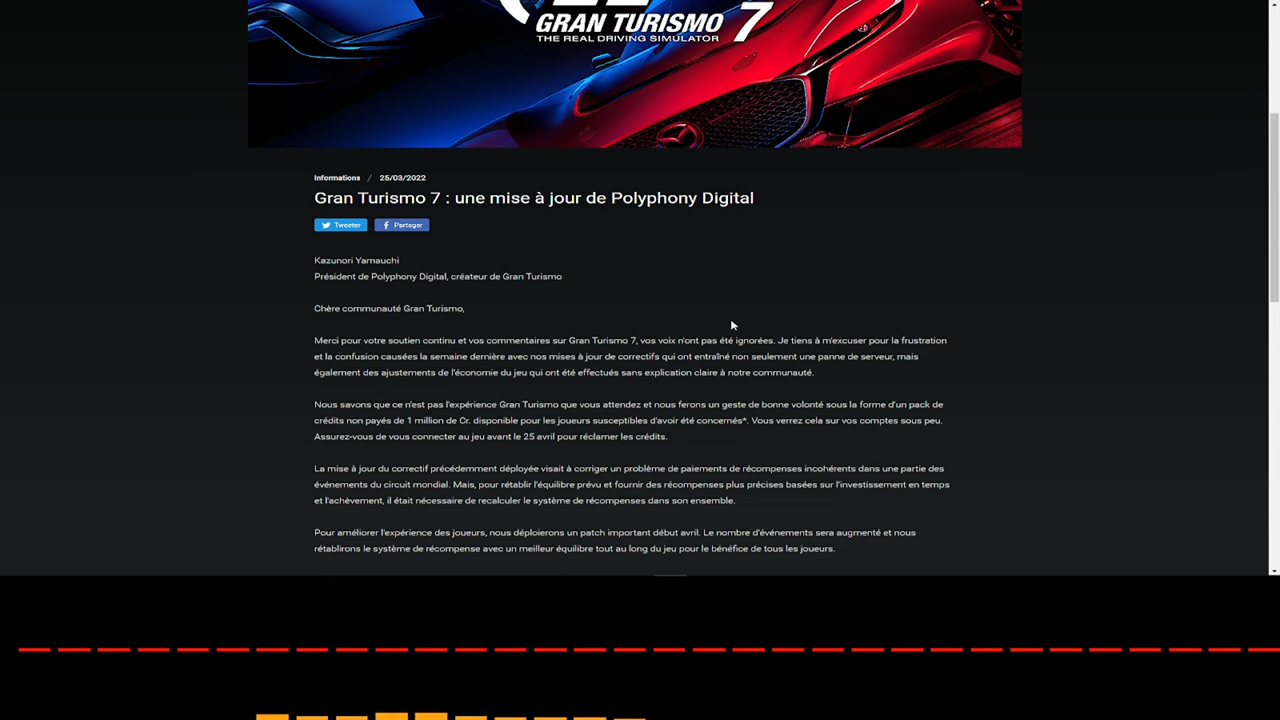 GRAN TURISMO 7
THE REAL DRIVING SIMULATOR
Informations / 25/03/2022
Gran Turismo 7 : une mise à jour de Polyphony Digital
Tweeter Partager
Kazunori Yamauchi
Président de Polyphony Digital, créateur de Gran Turismo
Chère communauté Gran Turismo,
Merci pour votre soutien continu et vos commentaires sur Gran Turismo 7, vos voix n'ont pas été ignorées. Je tiens à m'excuser pour la frustration
et la confusion causées la semaine dernière avec nos mises à jour de correctifs qui ont entraîné non seulement une panne de serveur, mais
également des ajustements de l'économie du jeu qui ont été effectués sans explication claire à notre communauté.
Nous savons que ce n'est pas l'expérience Gran Turismo que vous attendez et nous ferons un geste de bonne volonté sous la forme d'un pack de
crédits non payés de 1 million de Cr. disponible pour les joueurs susceptibles d'avoir été concernés*. Vous verrez cela sur vos comptes sous peu.
Assurez-vous de vous connecter au jeu avant le 25 avril pour réclamer les crédits.
La mise à jour du correctif précédemment déployée visait à corriger un problème de paiements de récompenses incohérents dans une partie des
événements du circuit mondial. Mais, pour rétablir l'équilibre prévu et fournir des récompenses plus précises basées sur l'investissement en temps
et l'achèvement, il était nécessaire de recalculer le système de récompenses dans son ensemble.
Pour améliorer l'expérience des joueurs, nous déploierons un patch important début avril. Le nombre d'événements sera augmenté et nous
rétablirons le système de récompense avec un meilleur équilibre tout au long du jeu pour le bénéfice de tous les joueurs.